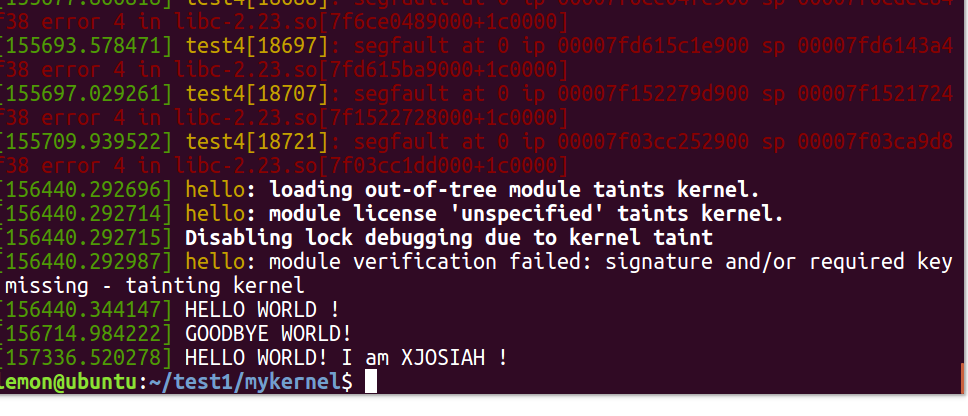 test4[18088]: segfault at 0 ip
f38 error 4 in libc-2.23.so[7f6ce0489000+1c0000]
[155693.578471] test4[18697]: segfault at 0 ip 00007fd615c1e900 sp 00007fd6143a4
f38 error 4 in libc-2.23.so[7fd615ba9000+1c0000]
[155697.029261] test4[18707]: segfault at 0 ip 00007f152279d900 sp 00007f1521724
f38 error 4 in libc-2.23.so[7f1522728000+1c0000]
[155709.939522] test4[18721]: segfault at 0 ip 00007f03cc252900 sp 00007f03ca9d8
f38 error 4 in libc-2.23.so[7f03cc1dd000+1c0000]
[156440.292696] hello: loading out-of-tree module taints kernel.
[156440.292714] hello: module license 'unspecified' taints kernel.
[156440.292715] Disabling lock debugging due to kernel taint
[156440.292987] hello: module verification failed: signature and/or required key
missing - tainting kernel
[156440.344147] HELLO WORLD !
[156714.984222] GOODBYE WORLD!
[157336.520278] HELLO WORLD! I am XJOSIAH !
lemon@ubuntu:~/test1/mykernel$